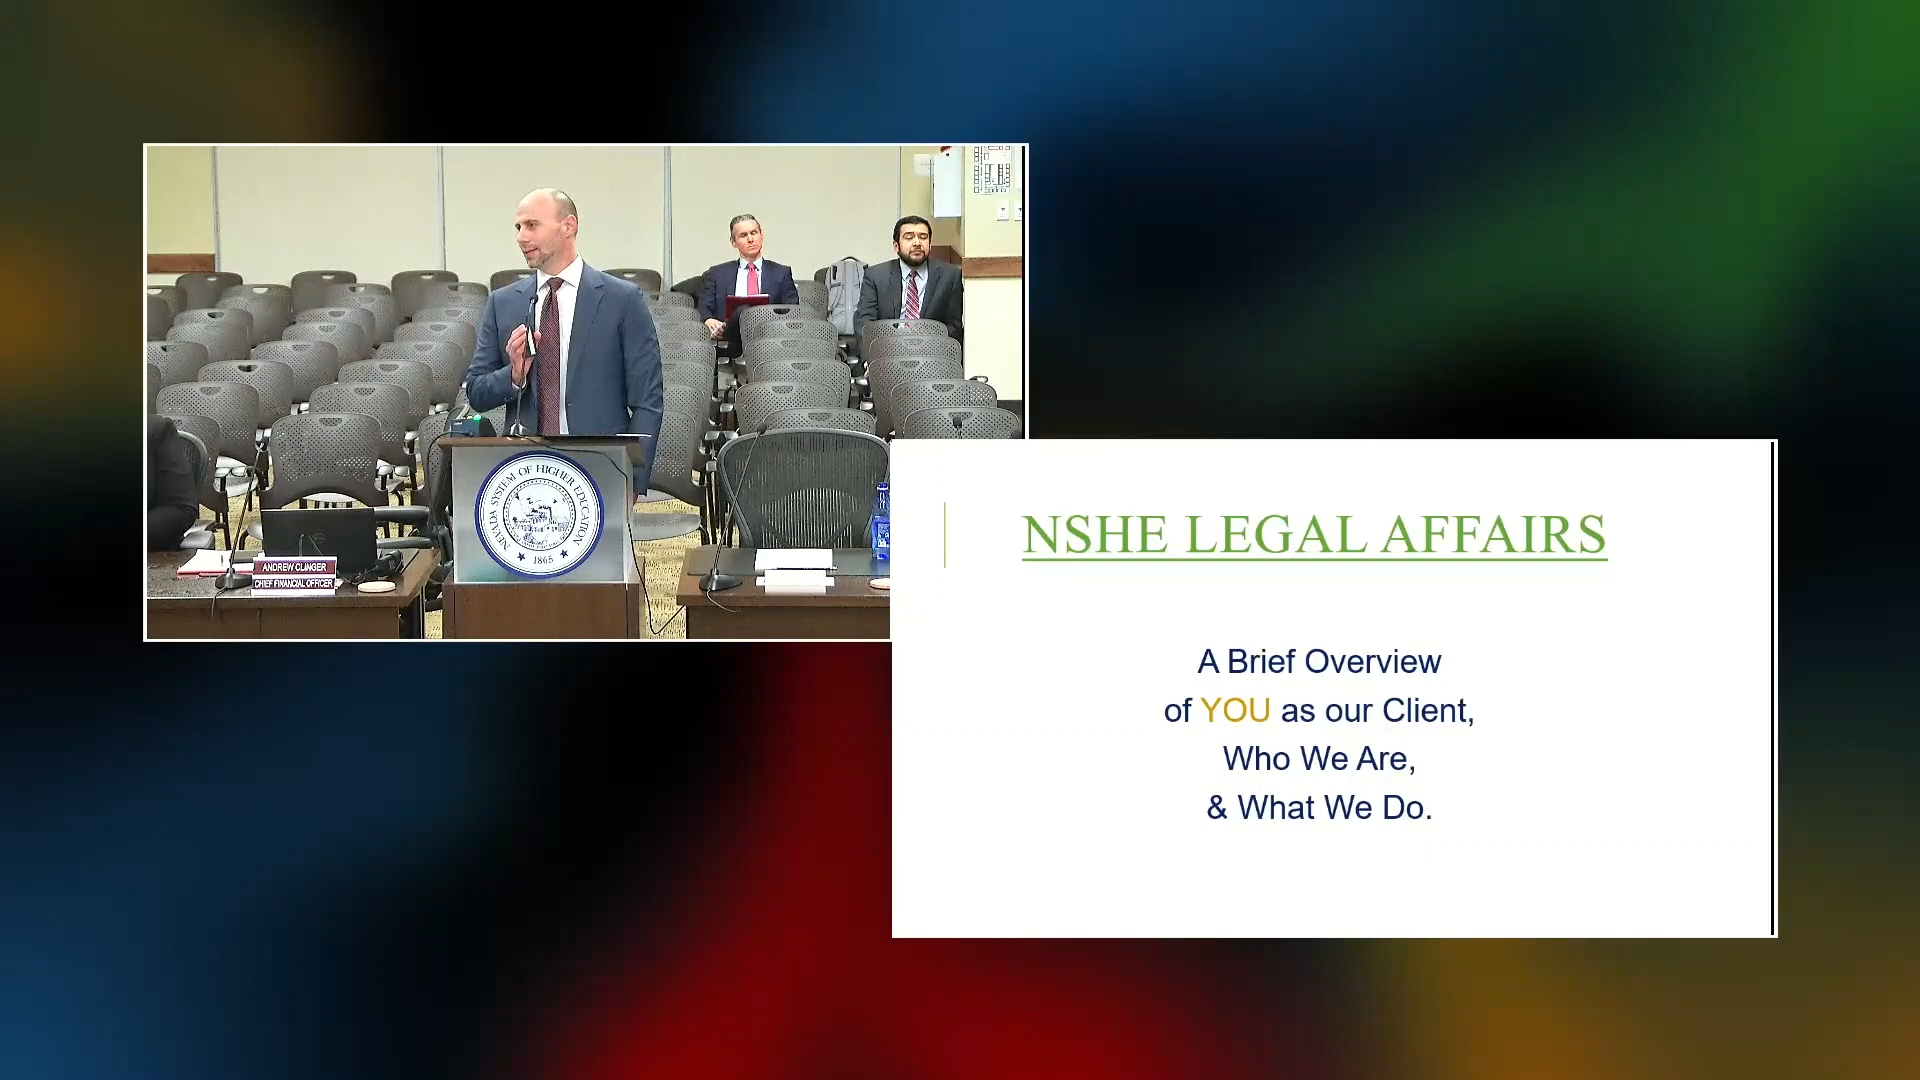 NEVADA SYSTEM OF HIGHER EDUCATION
1865
ANDREW CLINGER
CHIEF FINANCIAL OFFICER
NSHE LEGAL AFFAIRS
A Brief Overview
of YOU as our Client,
Who We Are,
& What We Do.